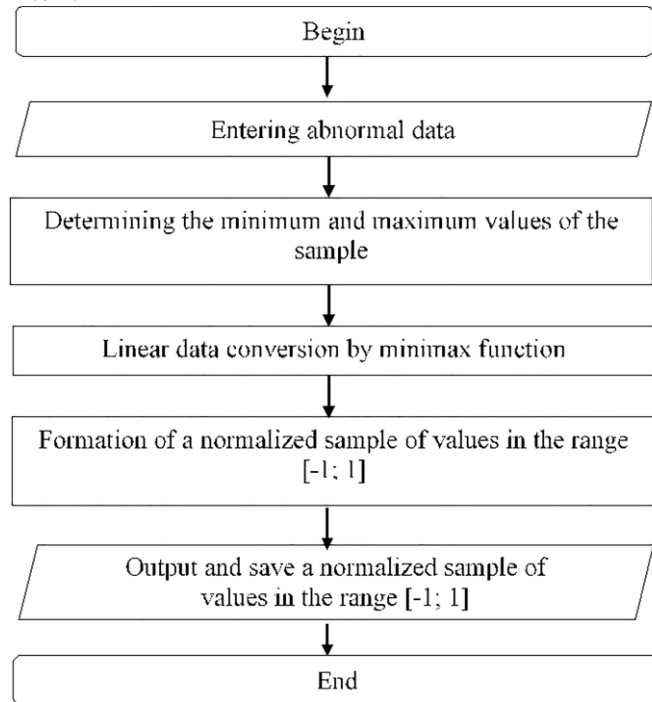 Begin
Entering abnormal data
Determining the minimum and maximum values of the
sample
Linear data conversion by minimax function
Formation of a normalized sample of values in the range
[-1; 1]
Output and save a normalized sample of
values in the range [-1; 1]
End